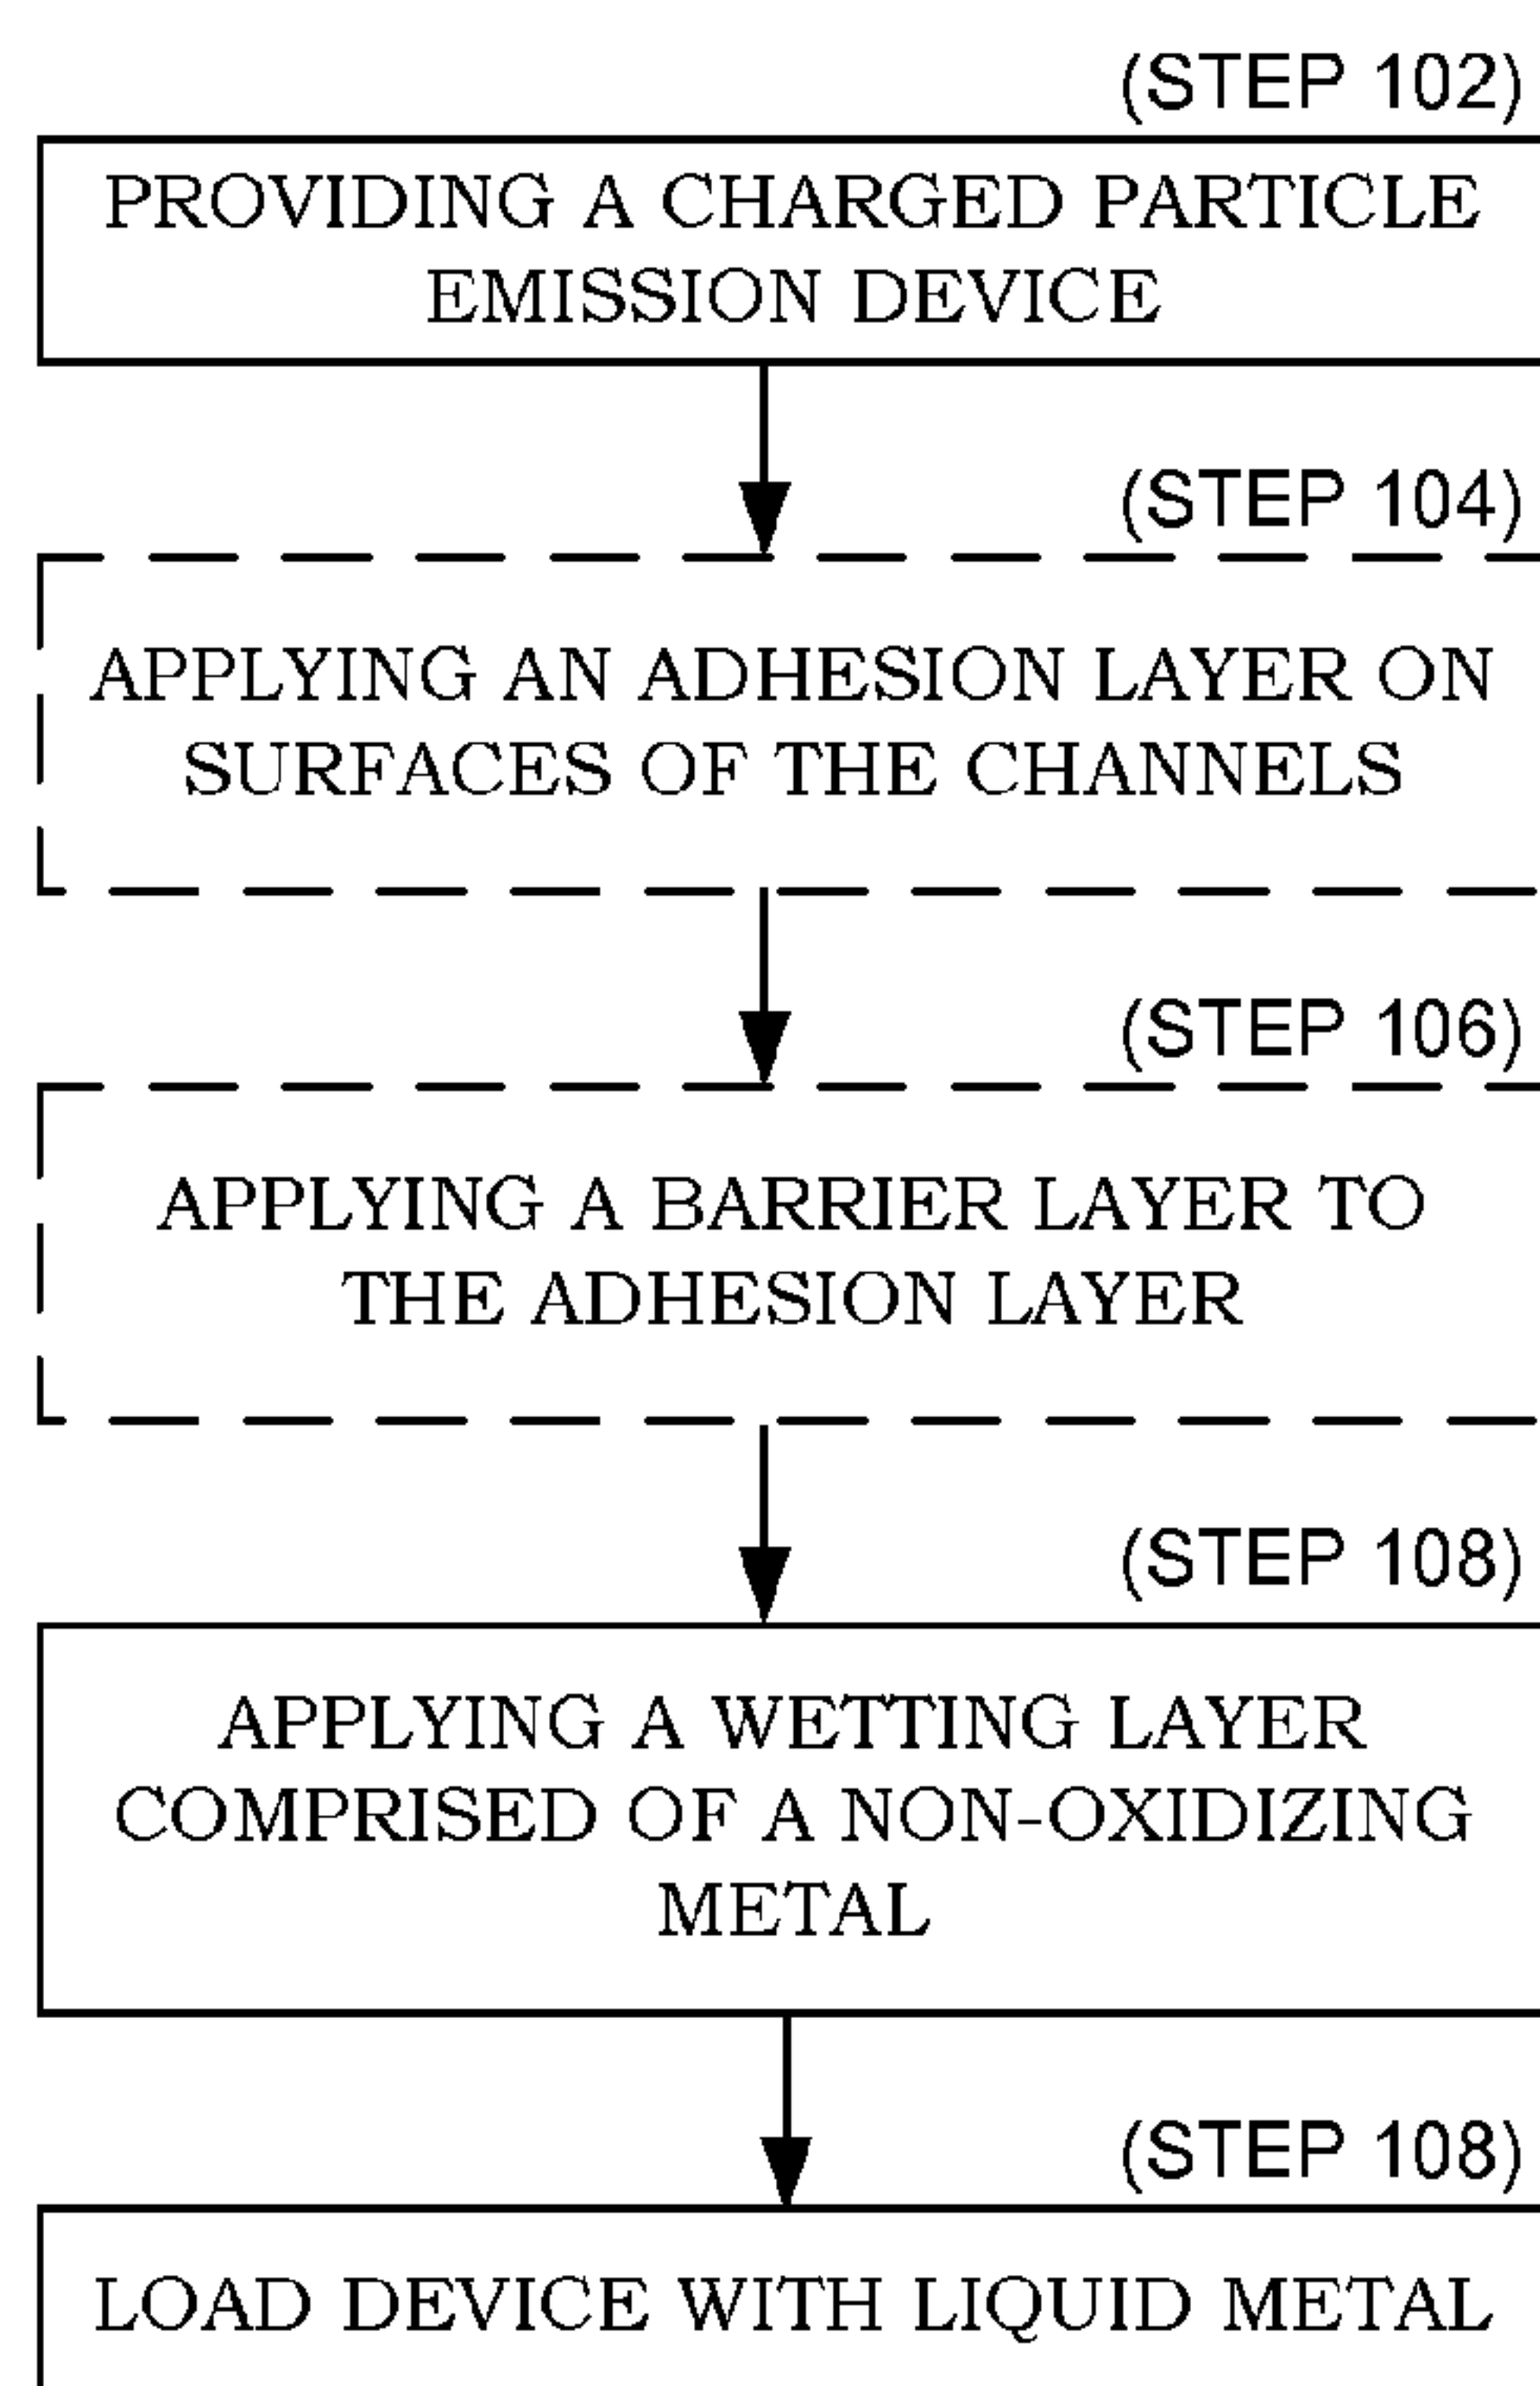 (STEP 102)
PROVIDING A CHARGED PARTICLE
EMISSION DEVICE
(STEP 104)
APPLYING AN ADHESION LAYER ON
SURFACES OF THE CHANNELS
(STEP 106)
APPLYING A BARRIER LAYER TO
THE ADHESION LAYER
(STEP 108)
APPLYING A WETTING LAYER
COMPRISED OF A NON-OXIDIZING
METAL
(STEP 108)
LOAD DEVICE WITH LIQUID METAL